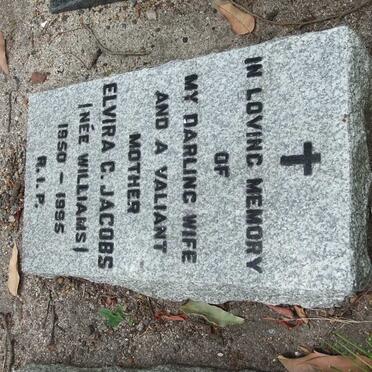 IN LOVING MEMORY
OF
MY DARLING WIFE
AND A VALIANT
MOTHER
ELVIRA C. JACOBS
(NÉE WILLIAMS)
1950 - 1995
R.I.P.